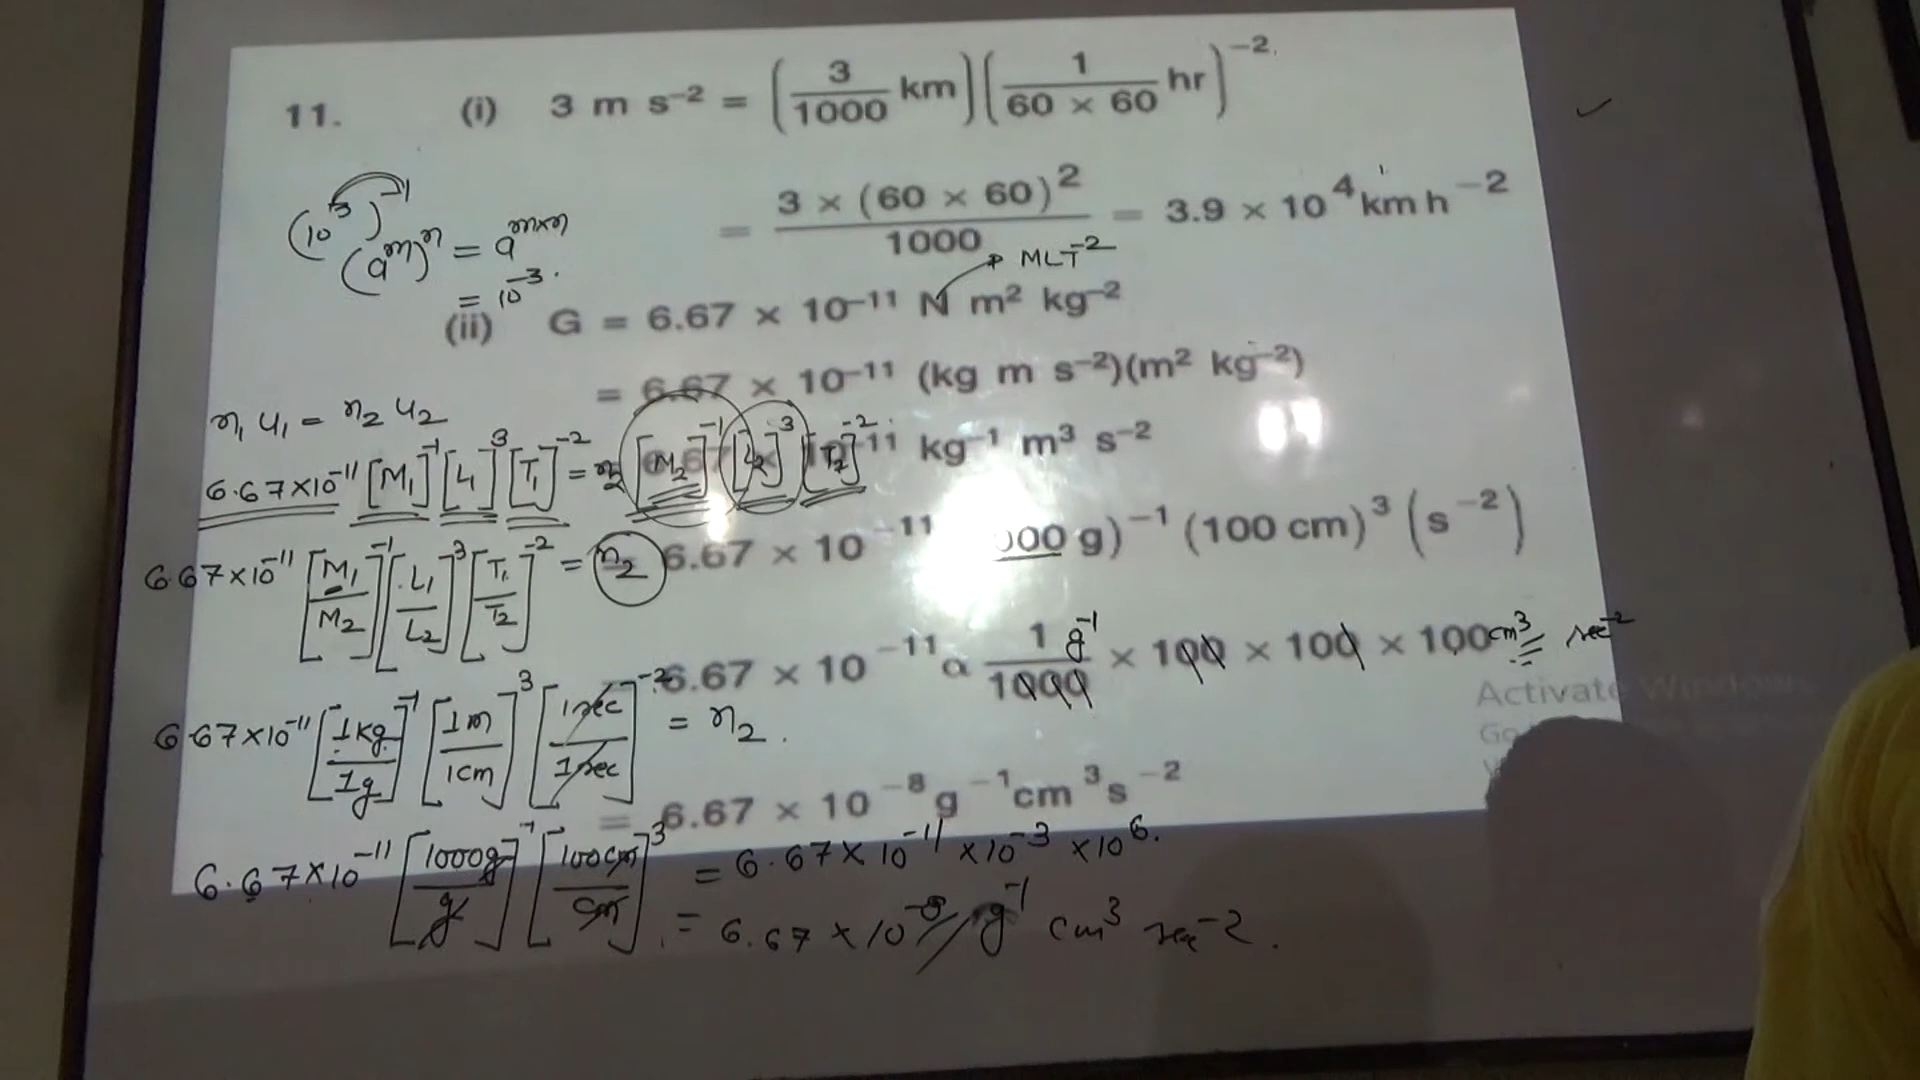 11. (i) 3 m s⁻² = (3/1000 km)(1/60 × 60 hr)⁻²
= 3 × (60 × 60)²/1000 = 3.9 × 10⁴ km h⁻²
(10³)⁻¹
(aᵐ)ⁿ = aᵐˣⁿ
= 10⁻³.
MLT⁻²
(ii) G = 6.67 × 10⁻¹¹ N m² kg⁻²
= 6.67 × 10⁻¹¹ (kg m s⁻²)(m² kg⁻²)
⁻¹¹ kg⁻¹ m³ s⁻²
6.67 × 10⁻¹¹ 000 g)⁻¹ (100 cm)³ (s⁻²)
6.67 × 10⁻¹¹ 1 g⁻¹/1000 × 100 × 100 × 100 cm³ sec⁻²
= 6.67 × 10⁻⁸ g⁻¹ cm³ s⁻²
n₁ u₁ = n₂ u₂
6.67×10⁻¹¹ [M₁]⁻¹ [L₁]³ [T₁]⁻² = n₂ [M₂]⁻¹ [L₂]³ [T₂]⁻²
6.67×10⁻¹¹ [M₁/M₂]⁻¹ [L₁/L₂]³ [T₁/T₂]⁻² = n₂
6.67×10⁻¹¹ [1kg/1g]⁻¹ [1m/1cm]³ [1sec/1sec]⁻² = n₂.
6.67×10⁻¹¹ [1000g/g]⁻¹ [100cm/cm]³ = 6.67×10⁻¹¹ ×10⁻³ ×10⁶.
= 6.67 × 10⁻⁸ g⁻¹ cm³ sec⁻².
Activate Windows